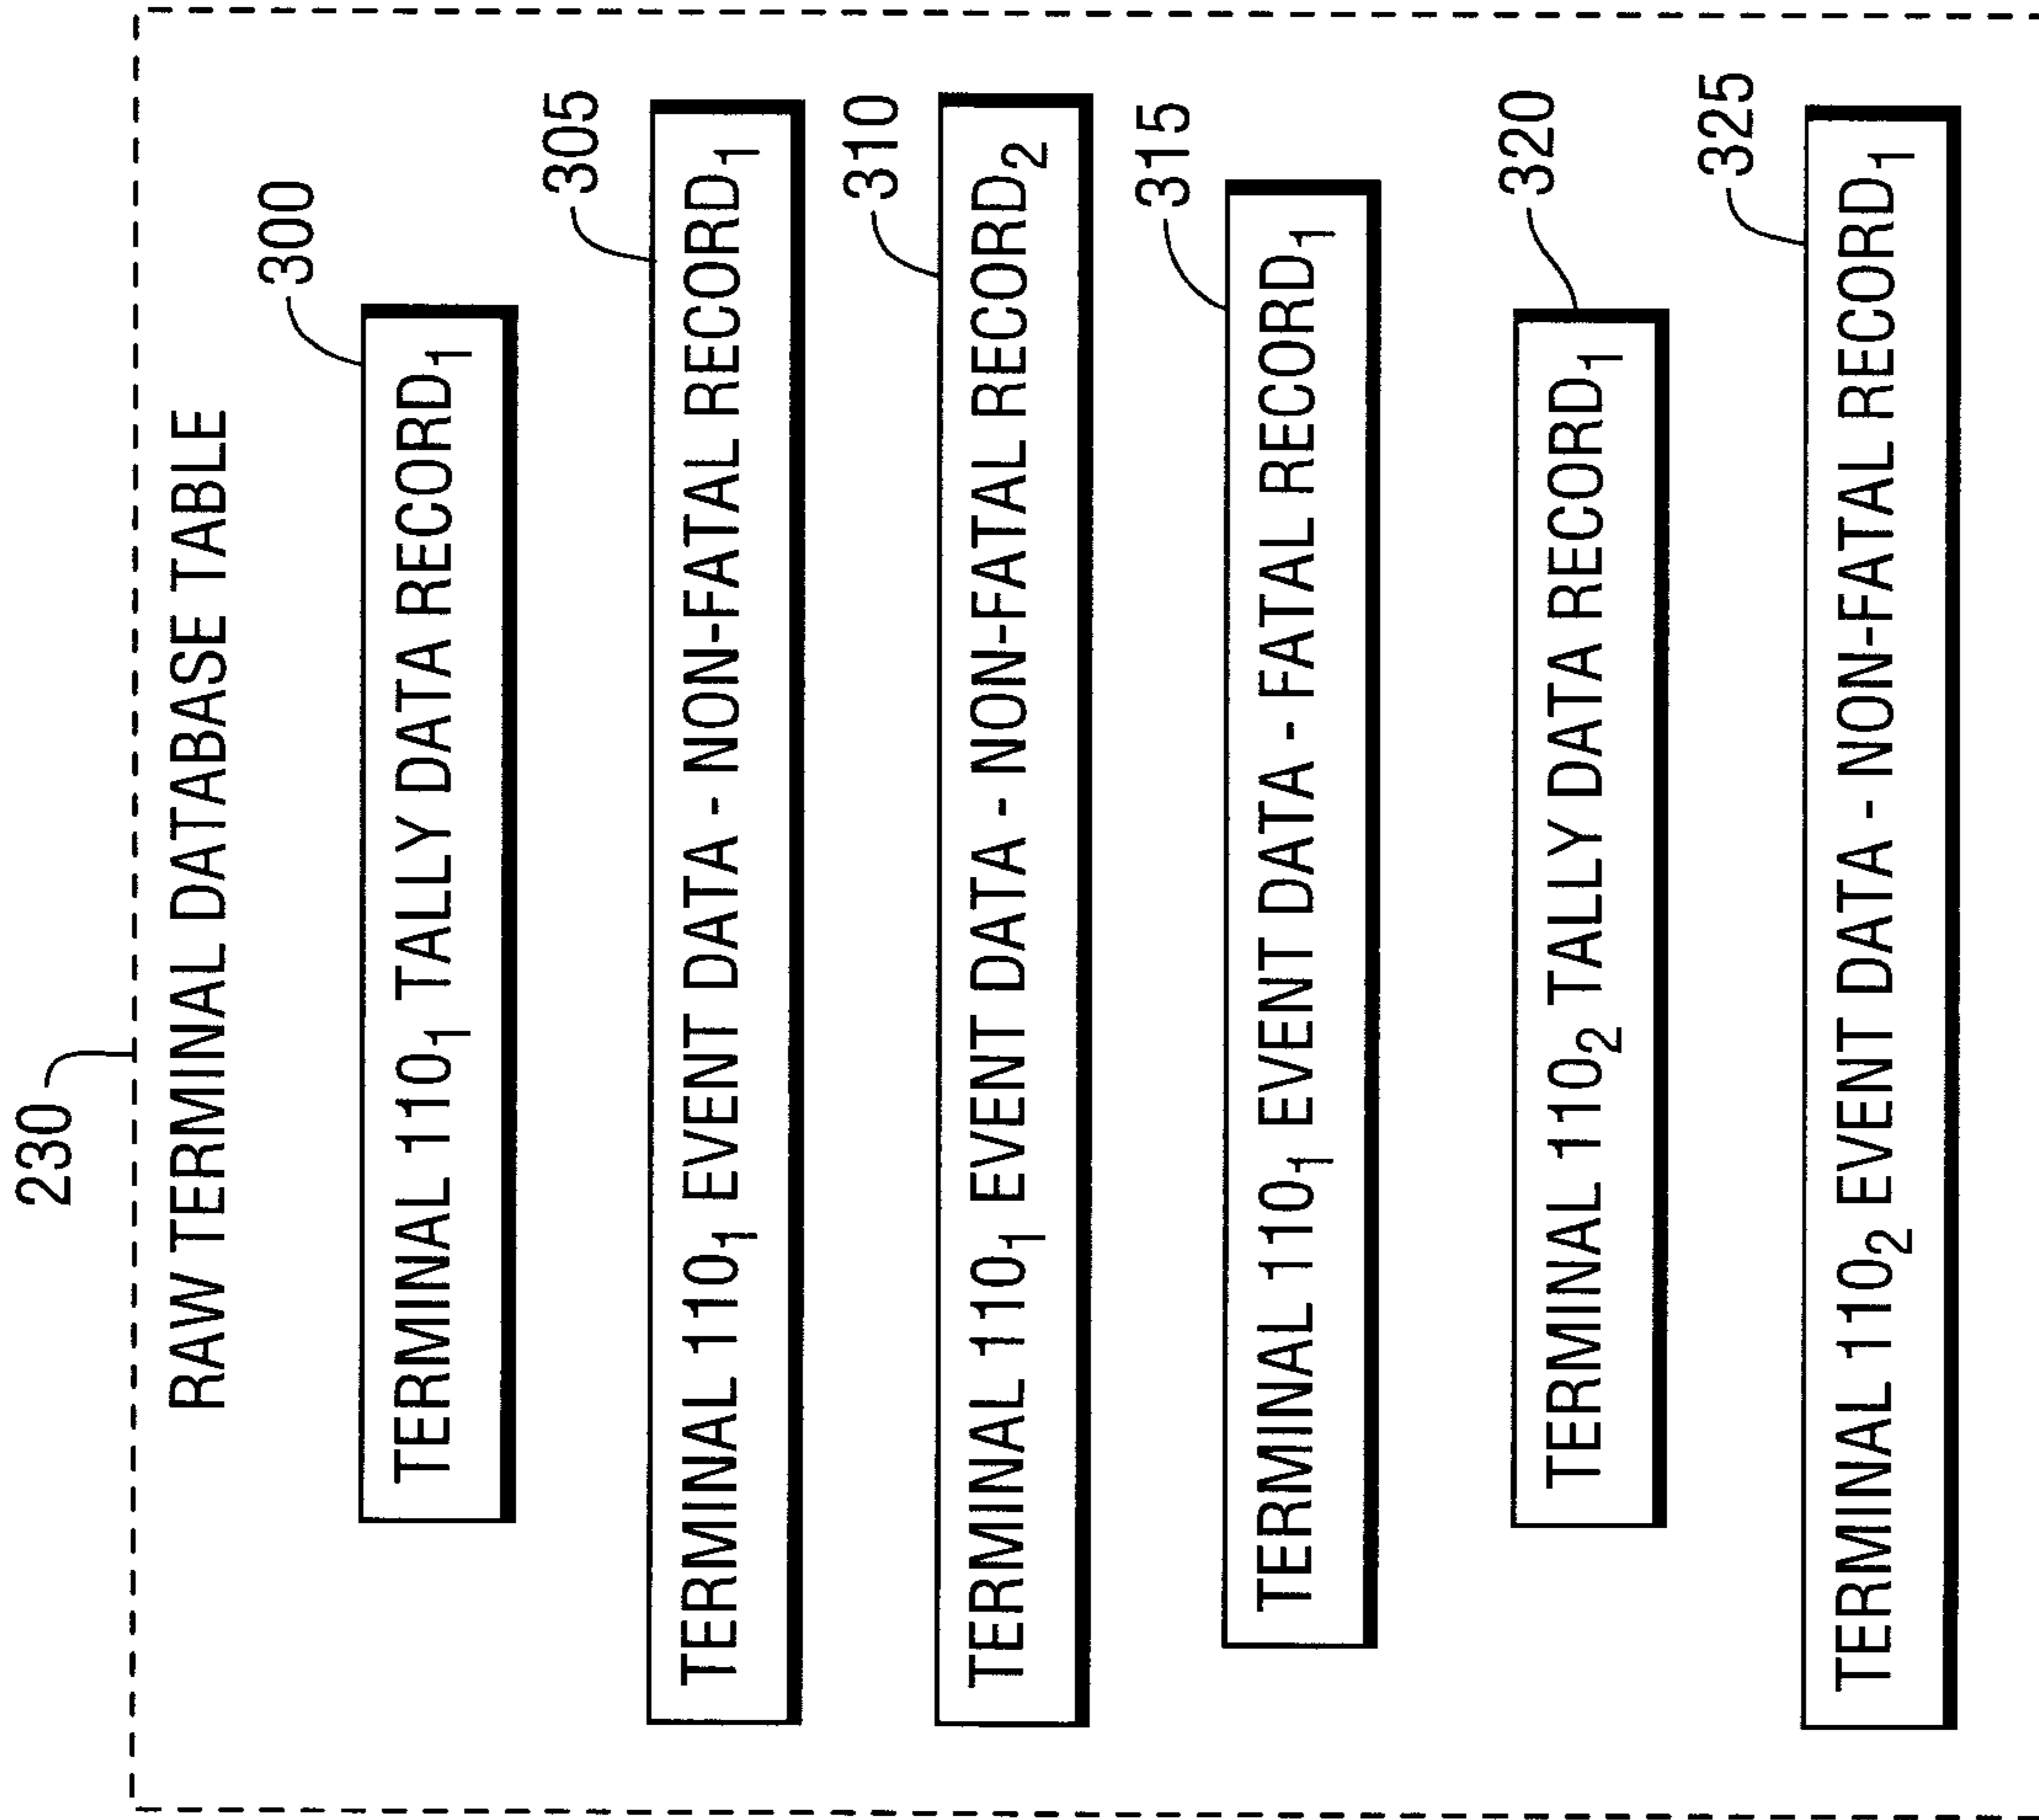 230
RAW TERMINAL DATABASE TABLE
300
TERMINAL 110₁ TALLY DATA RECORD₁
305
TERMINAL 110₁ EVENT DATA - NON-FATAL RECORD₁
310
TERMINAL 110₁ EVENT DATA - NON-FATAL RECORD₂
315
TERMINAL 110₁ EVENT DATA - FATAL RECORD₁
320
TERMINAL 110₂ TALLY DATA RECORD₁
325
TERMINAL 110₂ EVENT DATA - NON-FATAL RECORD₁